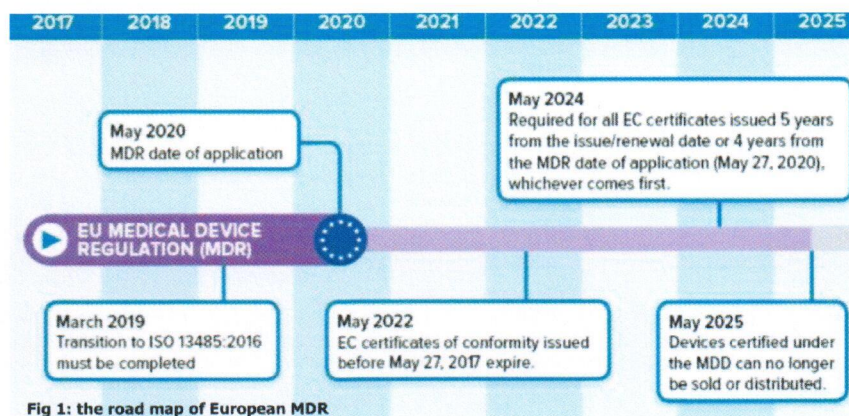 2017 2018 2019 2020 2021 2022 2023 2024 2025
May 2020
MDR date of application
May 2024
Required for all EC certificates issued 5 years
from the issue/renewal date or 4 years from
the MDR date of application (May 27, 2020),
whichever comes first.
EU MEDICAL DEVICE
REGULATION (MDR)
March 2019
Transition to ISO 13485:2016
must be completed
May 2022
EC certificates of conformity issued
before May 27, 2017 expire.
May 2025
Devices certified under
the MDD can no longer
be sold or distributed.
Fig 1: the road map of European MDR